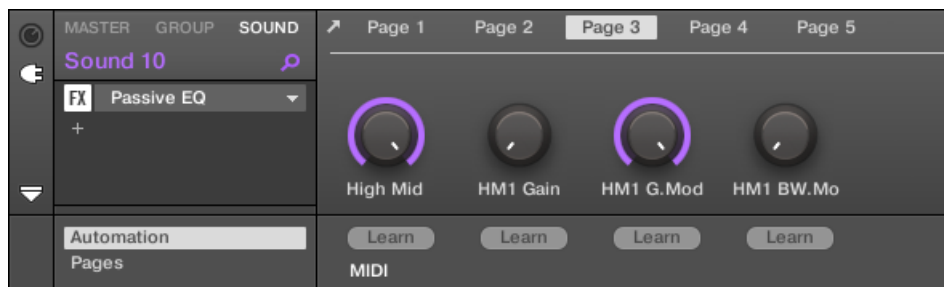 MASTER GROUP SOUND
Sound 10
FX Passive EQ
+
Page 1 Page 2 Page 3 Page 4 Page 5
High Mid HM1 Gain HM1 G.Mod HM1 BW.Mo
Automation
Pages
Learn Learn Learn Learn
MIDI